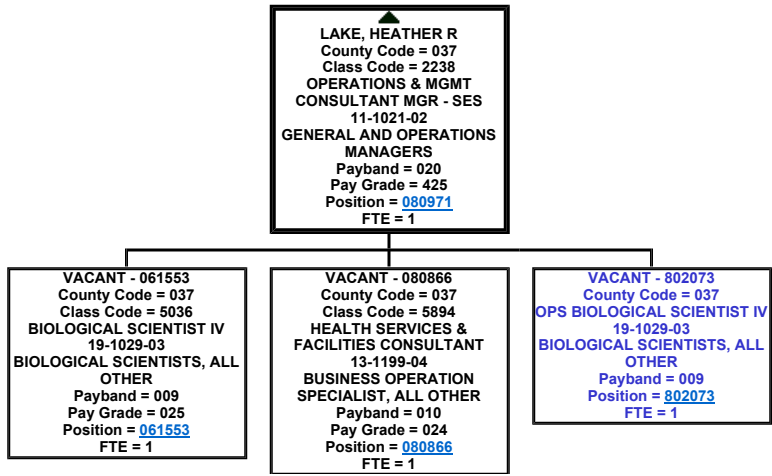 LAKE, HEATHER R
County Code = 037
Class Code = 2238
OPERATIONS & MGMT
CONSULTANT MGR - SES
11-1021-02
GENERAL AND OPERATIONS
MANAGERS
Payband = 020
Pay Grade = 425
Position = 080971
FTE = 1
VACANT - 061553
County Code = 037
Class Code = 5036
BIOLOGICAL SCIENTIST IV
19-1029-03
BIOLOGICAL SCIENTISTS, ALL
OTHER
Payband = 009
Pay Grade = 025
Position = 061553
FTE = 1
VACANT - 080866
County Code = 037
Class Code = 5894
HEALTH SERVICES &
FACILITIES CONSULTANT
13-1199-04
BUSINESS OPERATION
SPECIALIST, ALL OTHER
Payband = 010
Pay Grade = 024
Position = 080866
FTE = 1
VACANT - 802073
County Code = 037
OPS BIOLOGICAL SCIENTIST IV
19-1029-03
BIOLOGICAL SCIENTISTS, ALL
OTHER
Payband = 009
Position = 802073
FTE = 1